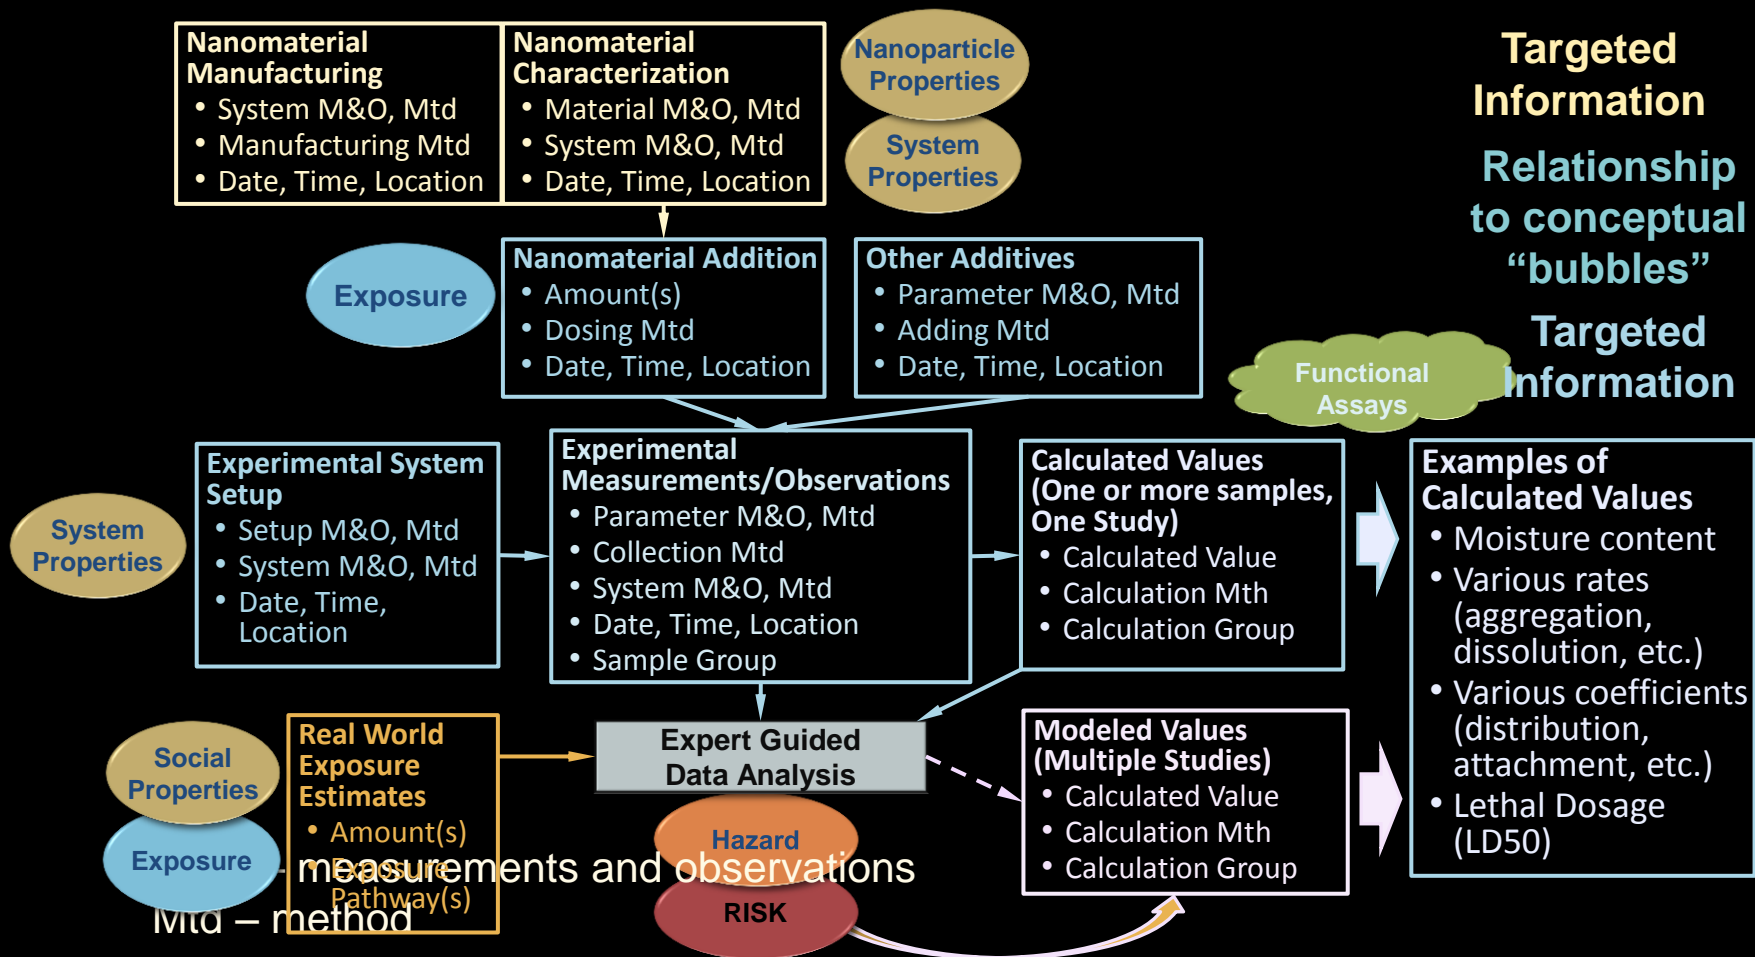 Nanomaterial
Manufacturing
• System M&O, Mtd
• Manufacturing Mtd
• Date, Time, Location
Nanomaterial
Characterization
• Material M&O, Mtd
• System M&O, Mtd
• Date, Time, Location
Nanoparticle
Properties
System
Properties
Targeted
Information
Relationship
to conceptual
“bubbles”
Targeted
Information
Exposure
Nanomaterial Addition
• Amount(s)
• Dosing Mtd
• Date, Time, Location
Other Additives
• Parameter M&O, Mtd
• Adding Mtd
• Date, Time, Location
Functional
Assays
System
Properties
Experimental System
Setup
• Setup M&O, Mtd
• System M&O, Mtd
• Date, Time,
Location
Experimental
Measurements/Observations
• Parameter M&O, Mtd
• Collection Mtd
• System M&O, Mtd
• Date, Time, Location
• Sample Group
Calculated Values
(One or more samples,
One Study)
• Calculated Value
• Calculation Mth
• Calculation Group
Examples of
Calculated Values
• Moisture content
• Various rates
(aggregation,
dissolution, etc.)
• Various coefficients
(distribution,
attachment, etc.)
• Lethal Dosage
(LD50)
Social
Properties
Exposure
Real World
Exposure
Estimates
• Amount(s)
• Exposure
Pathway(s)
Expert Guided
Data Analysis
Hazard
RISK
Modeled Values
(Multiple Studies)
• Calculated Value
• Calculation Mth
• Calculation Group
measurements and observations
Mtd – method